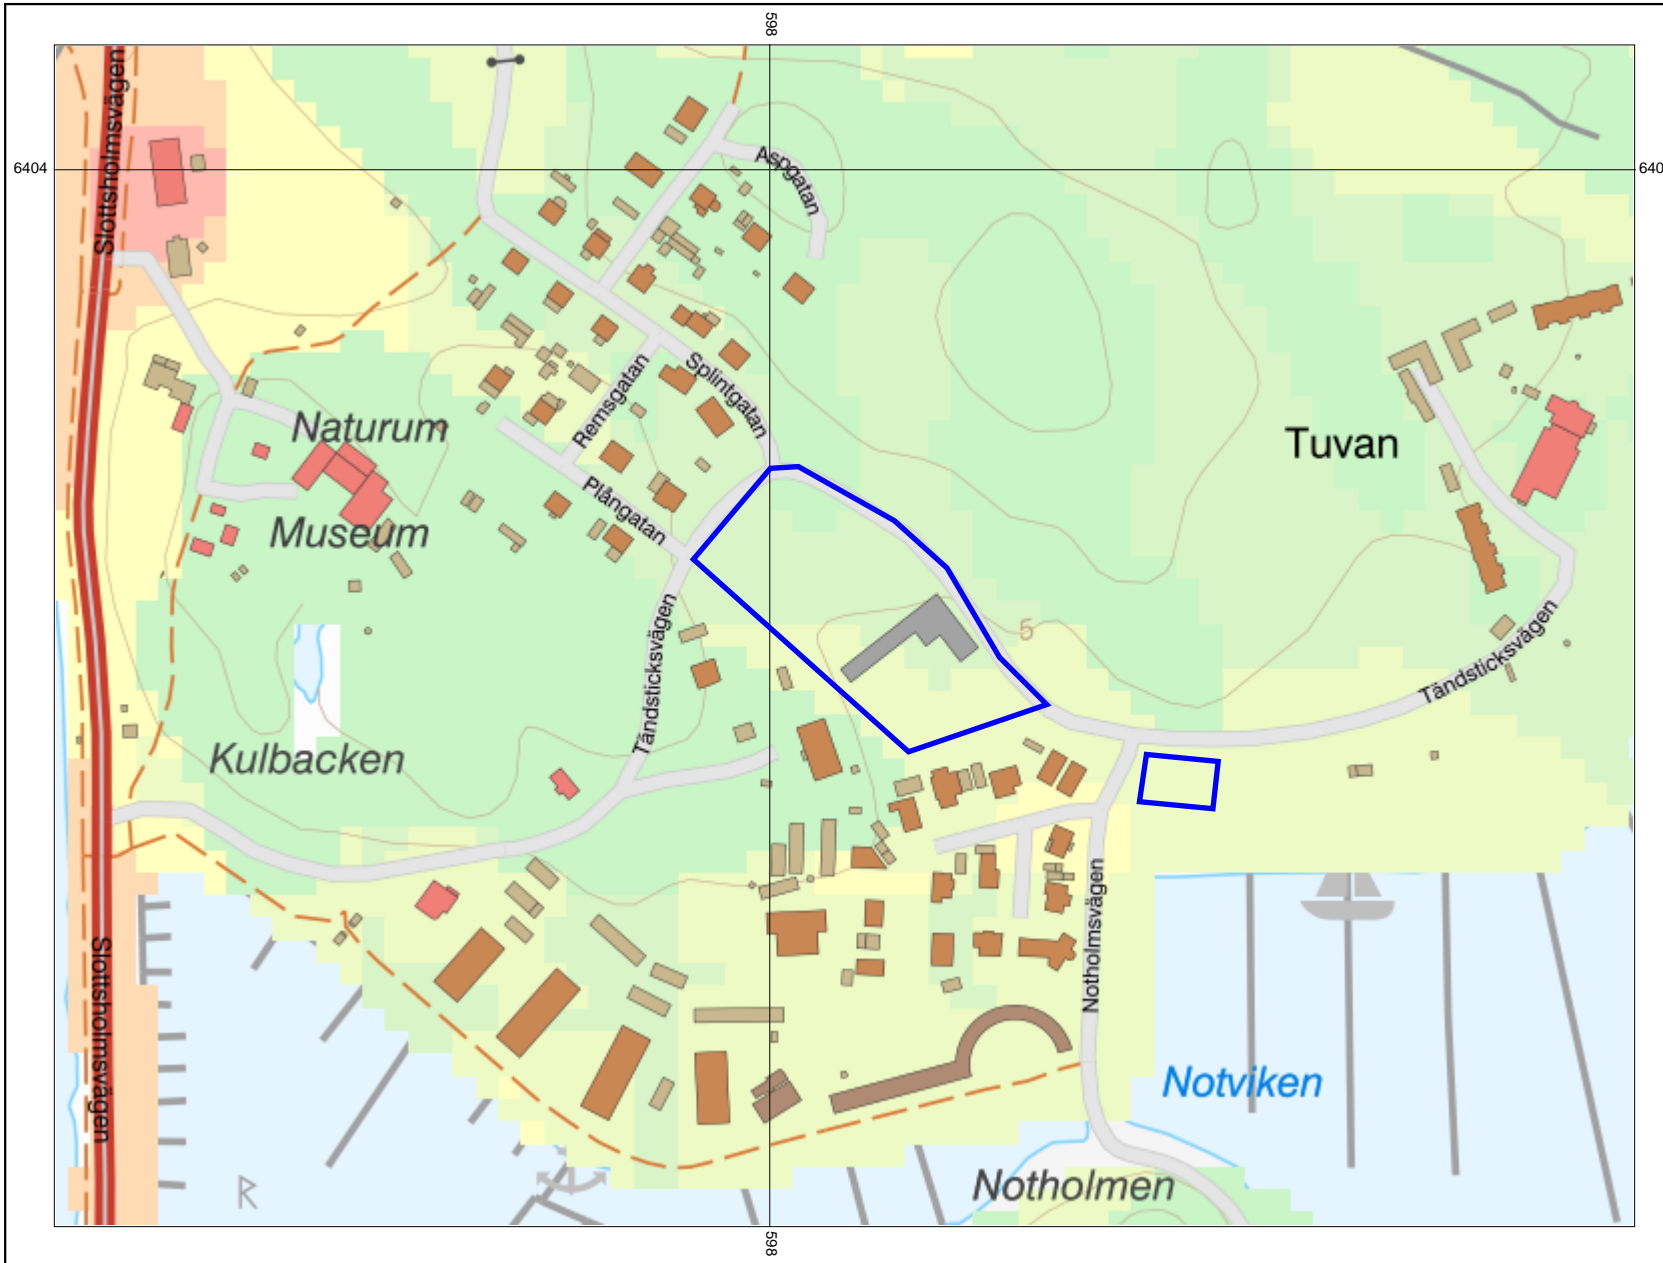 598
6404
640
Slottsholmsvägen
Aspgatan
Splintgatan
Remsgatan
Naturum
Tuvan
Plångatan
Museum
5
Tändsticksvägen
Tändsticksvägen
Kulbacken
Notholmsvägen
Slottsholmsvägen
Notviken
Notholmen
R
598